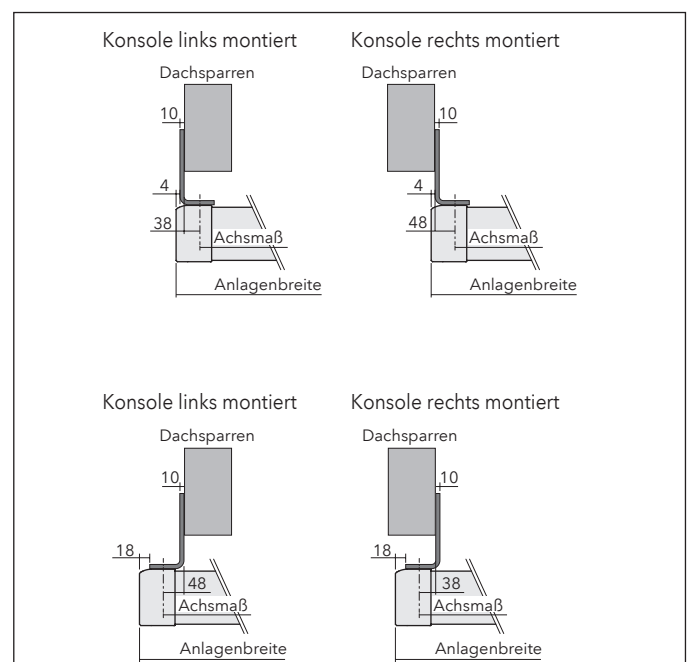 Konsole links montiert Konsole rechts montiert
Dachsparren Dachsparren
10 10
4 4
38 48
Achsmaß Achsmaß
Anlagenbreite Anlagenbreite
Konsole links montiert Konsole rechts montiert
Dachsparren Dachsparren
10 10
18 18
48 38
Achsmaß Achsmaß
Anlagenbreite Anlagenbreite